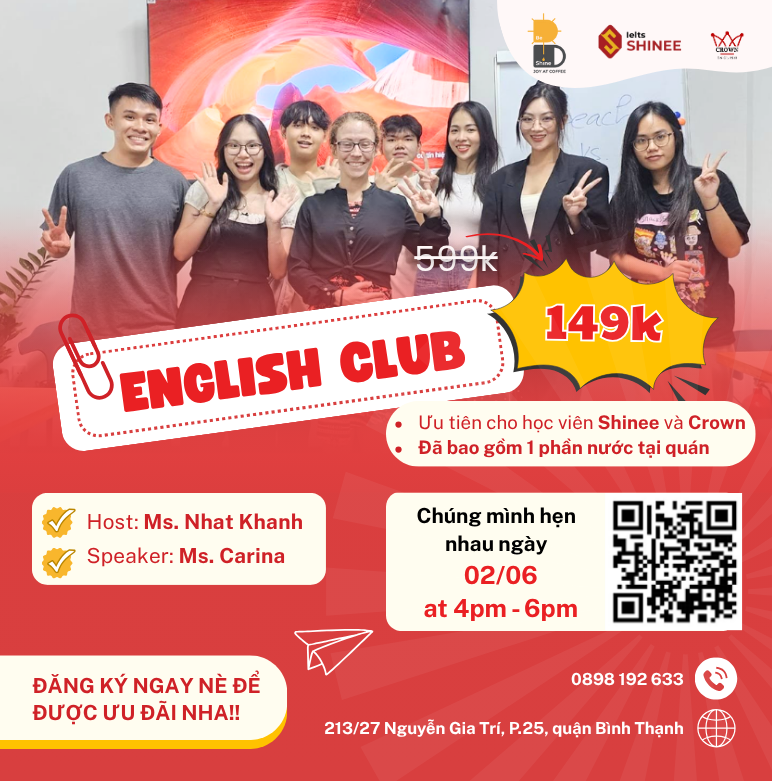 Be
Shine
JOY AT COFFEE
ielts
SHINEE
CROWN
ENGLISH
each
vs.
599k
149k
ENGLISH CLUB
• Ưu tiên cho học viên Shinee và Crown
• Đã bao gồm 1 phần nước tại quán
Host: Ms. Nhat Khanh
Speaker: Ms. Carina
Chúng mình hẹn
nhau ngày
02/06
at 4pm - 6pm
ĐĂNG KÝ NGAY NÈ ĐỂ
ĐƯỢC ƯU ĐÃI NHA!!
0898 192 633
213/27 Nguyễn Gia Trí, P.25, quận Bình Thạnh